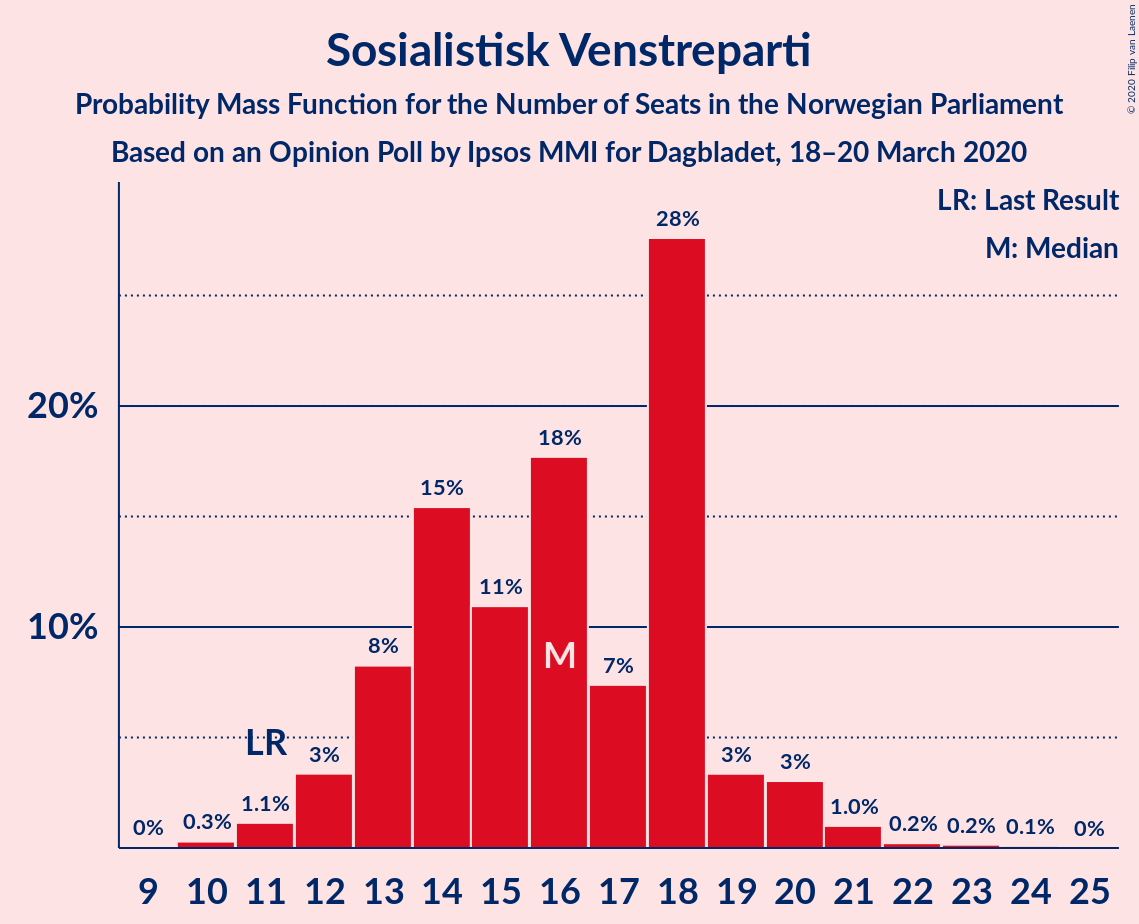 Sosialistisk Venstreparti
Probability Mass Function for the Number of Seats in the Norwegian Parliament
Based on an Opinion Poll by Ipsos MMI for Dagbladet, 18–20 March 2020
© 2020 Filip van Laenen
LR: Last Result
M: Median
28%
20%
18%
15%
11%
10%
8%
M
7%
LR
3%
3%
3%
1.1%
1.0%
0%
0.3%
0.2%
0.2%
0.1%
0%
9 10 11 12 13 14 15 16 17 18 19 20 21 22 23 24 25